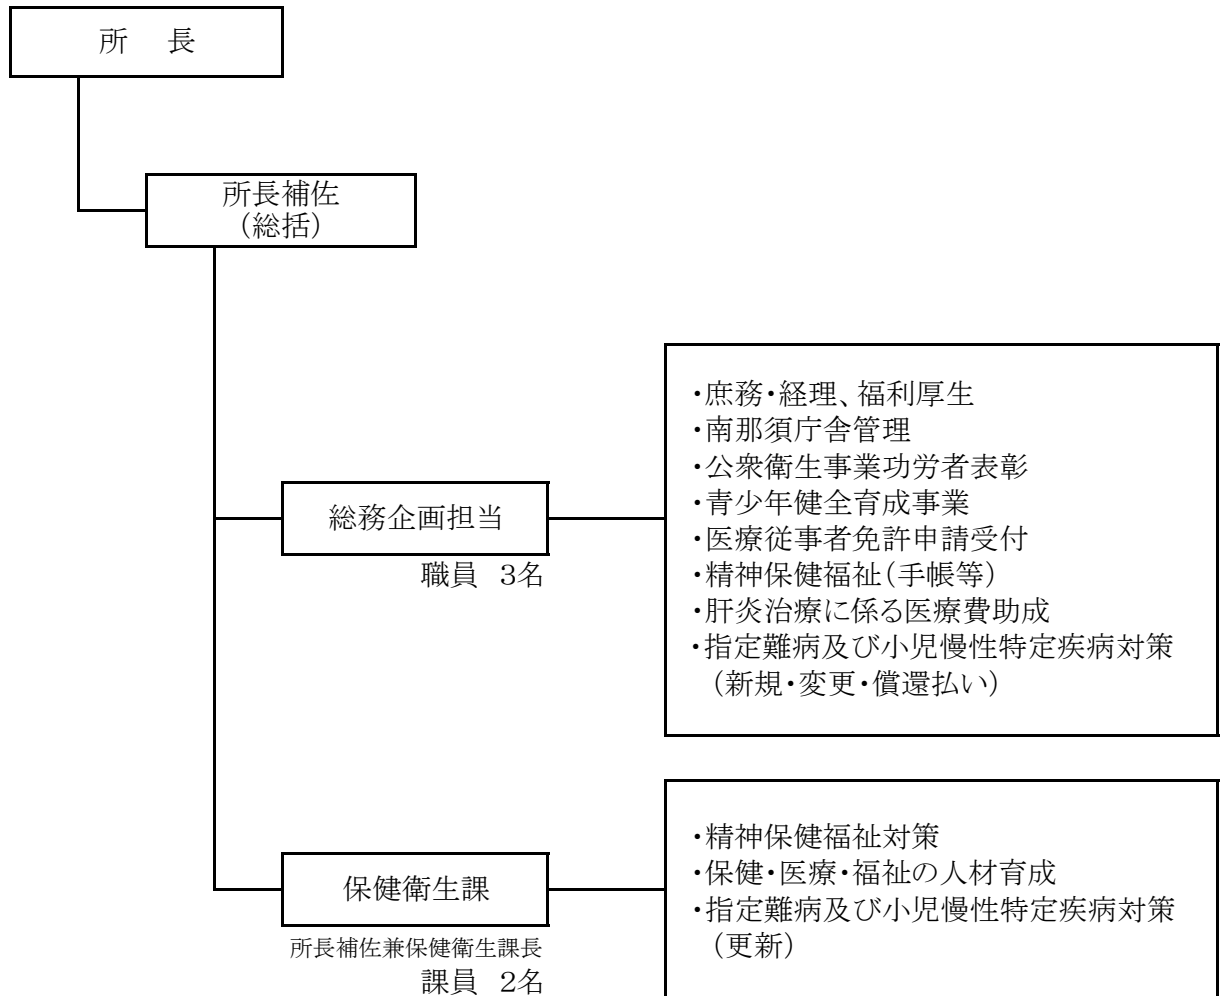 所　長
所長補佐
（総括）
・庶務・経理、福利厚生
・南那須庁舎管理
・公衆衛生事業功労者表彰
・青少年健全育成事業
・医療従事者免許申請受付
・精神保健福祉（手帳等）
・肝炎治療に係る医療費助成
・指定難病及び小児慢性特定疾病対策
（新規・変更・償還払い）
総務企画担当
職員　3名
・精神保健福祉対策
・保健・医療・福祉の人材育成
・指定難病及び小児慢性特定疾病対策
（更新）
保健衛生課
所長補佐兼保健衛生課長
課員　2名